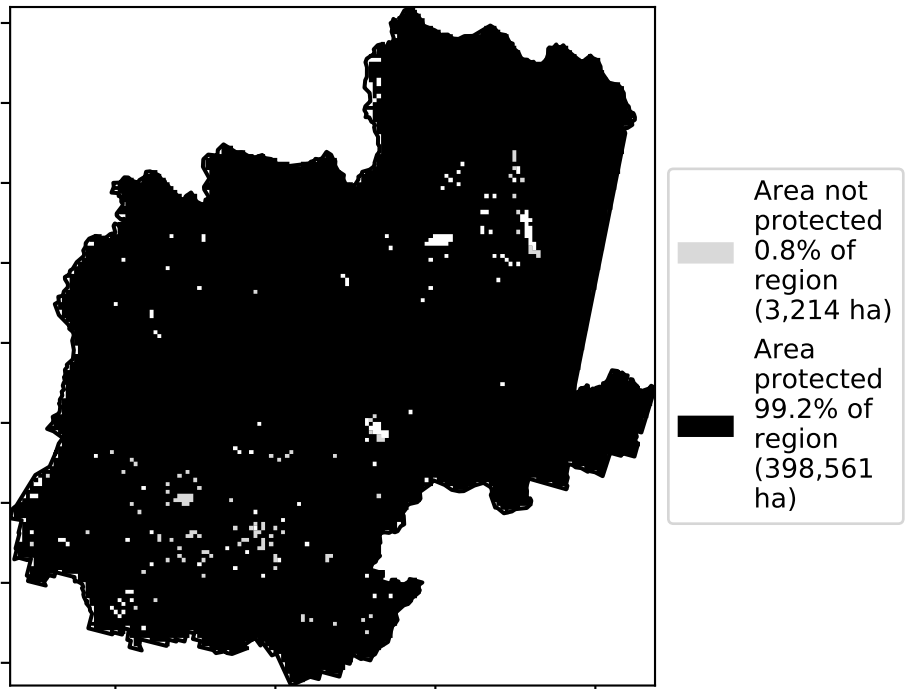 Area not
protected
0.8% of
region
(3,214 ha)
Area
protected
99.2% of
region
(398,561
ha)